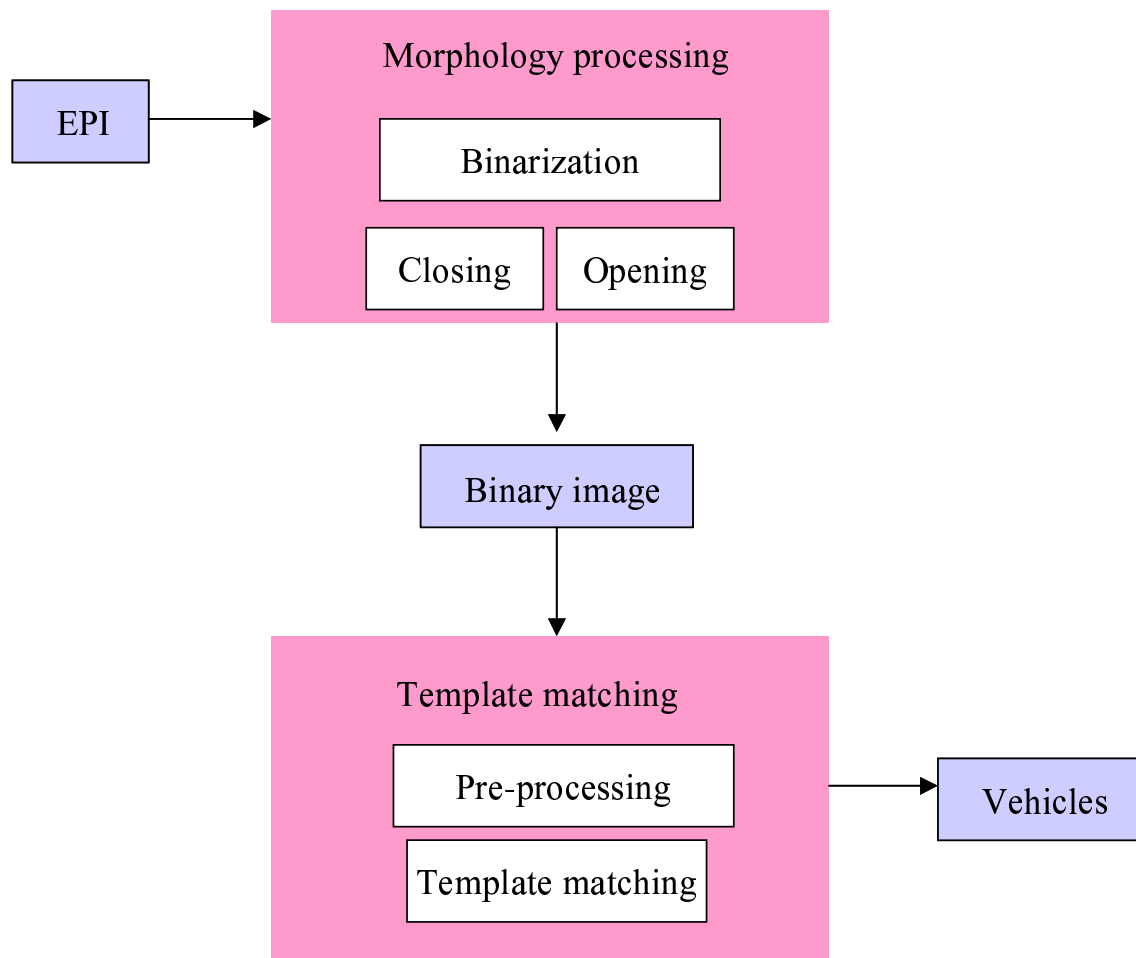 Morphology processing
EPI
Binarization
Closing
Opening
Binary image
Template matching
Pre-processing
Vehicles
Template matching